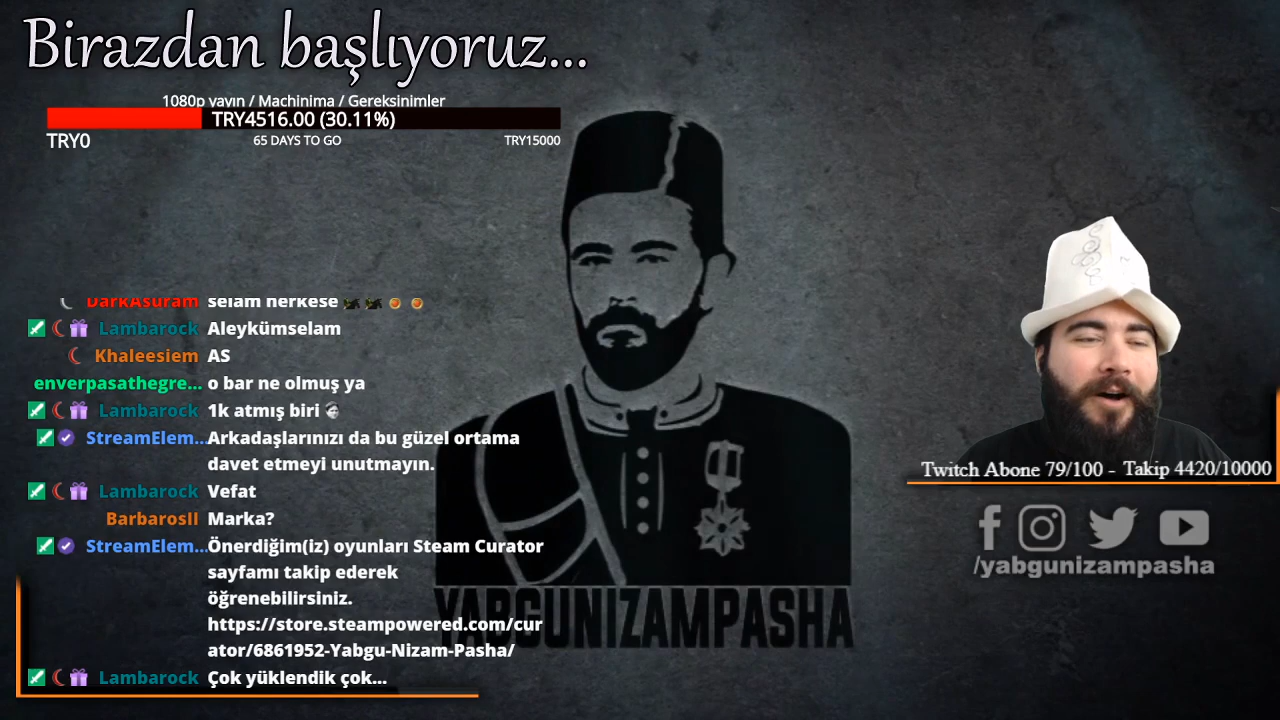 Birazdan başlıyoruz...
1080p yayın / Machinima / Gereksinimler
TRY4516.00 (30.11%)
TRY0
65 DAYS TO GO
TRY15000
DarkAsuram selam herkese
Lambarock Aleykümselam
Khaleesiem AS
enverpasathegre... o bar ne olmuş ya
Lambarock 1k atmış biri
StreamElem... Arkadaşlarınızı da bu güzel ortama
davet etmeyi unutmayın.
Lambarock Vefat
BarbarosII Marka?
StreamElem... Önerdiğim(iz) oyunları Steam Curator
sayfamı takip ederek
öğrenebilirsiniz.
https://store.steampowered.com/cur
ator/6861952-Yabgu-Nizam-Pasha/
Lambarock Çok yüklendik çok...
YABGUNIZAMPASHA
Twitch Abone 79/100 - Takip 4420/10000
/yabgunizampasha